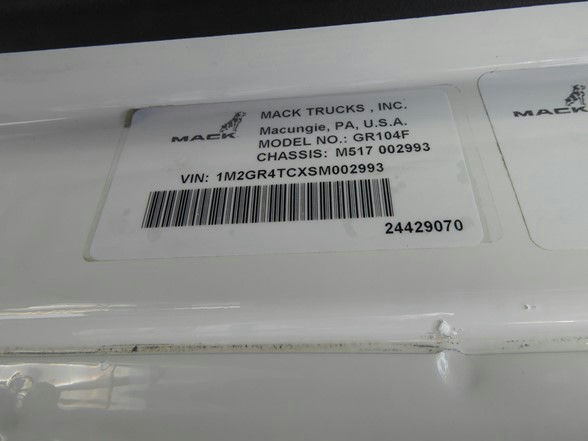 MACK
MACK TRUCKS , INC.
Macungie, PA, U.S.A.
MODEL NO.: GR104F
CHASSIS: M517 002993
VIN: 1M2GR4TCXSM002993
24429070
MACK